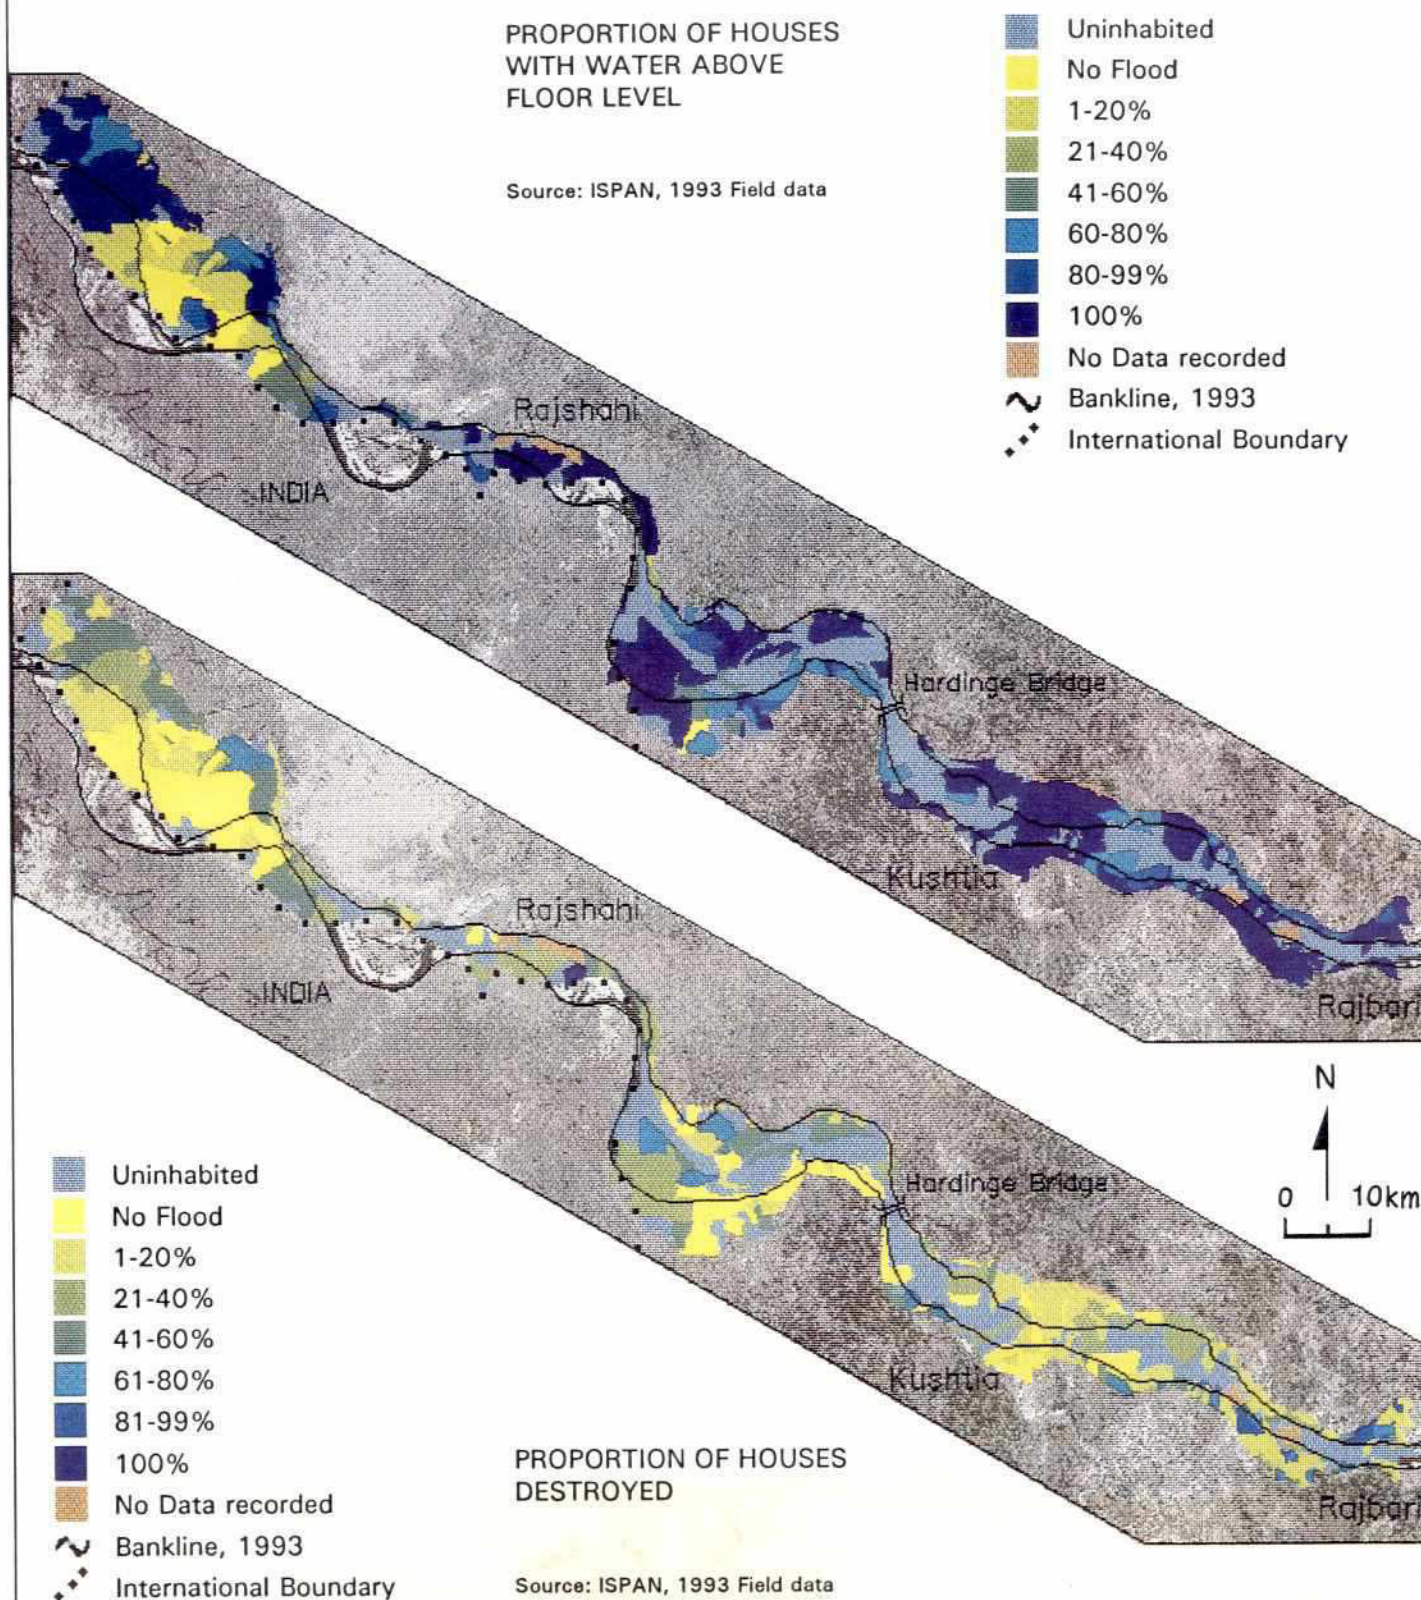 PROPORTION OF HOUSES
WITH WATER ABOVE
FLOOR LEVEL
Source: ISPAN, 1993 Field data
Uninhabited
No Flood
1-20%
21-40%
41-60%
60-80%
80-99%
100%
No Data recorded
Bankline, 1993
International Boundary
Rajshahi
INDIA
Hardinge Bridge
Kushtia
Rajbari
N
0 10km
Rajshahi
INDIA
Hardinge Bridge
Kushtia
Rajbari
Uninhabited
No Flood
1-20%
21-40%
41-60%
61-80%
81-99%
100%
No Data recorded
Bankline, 1993
International Boundary
PROPORTION OF HOUSES
DESTROYED
Source: ISPAN, 1993 Field data